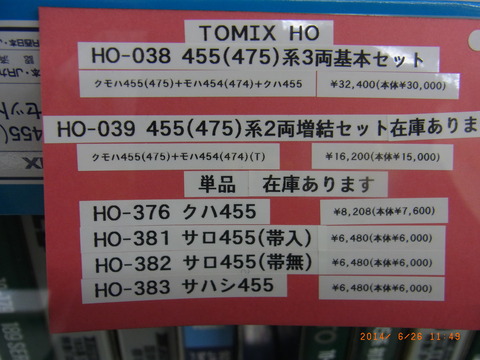 TOMIX HO
HO-038 455(475)系3両基本セット
クモハ455(475)+モハ454(474)+クハ455 ¥32,400(本体¥30,000)
HO-039 455(475)系2両増結セット在庫ありま
クモハ455(475)+モハ454(474)(T) ¥16,200(本体¥15,000)
単品 在庫あります
HO-376 クハ455 ¥8,208(本体¥7,600)
HO-381 サロ455(帯入) ¥6,480(本体¥6,000)
HO-382 サロ455(帯無) ¥6,480(本体¥6,000)
HO-383 サハシ455 ¥6,480(本体¥6,000)
2014/ 6/26 11:49